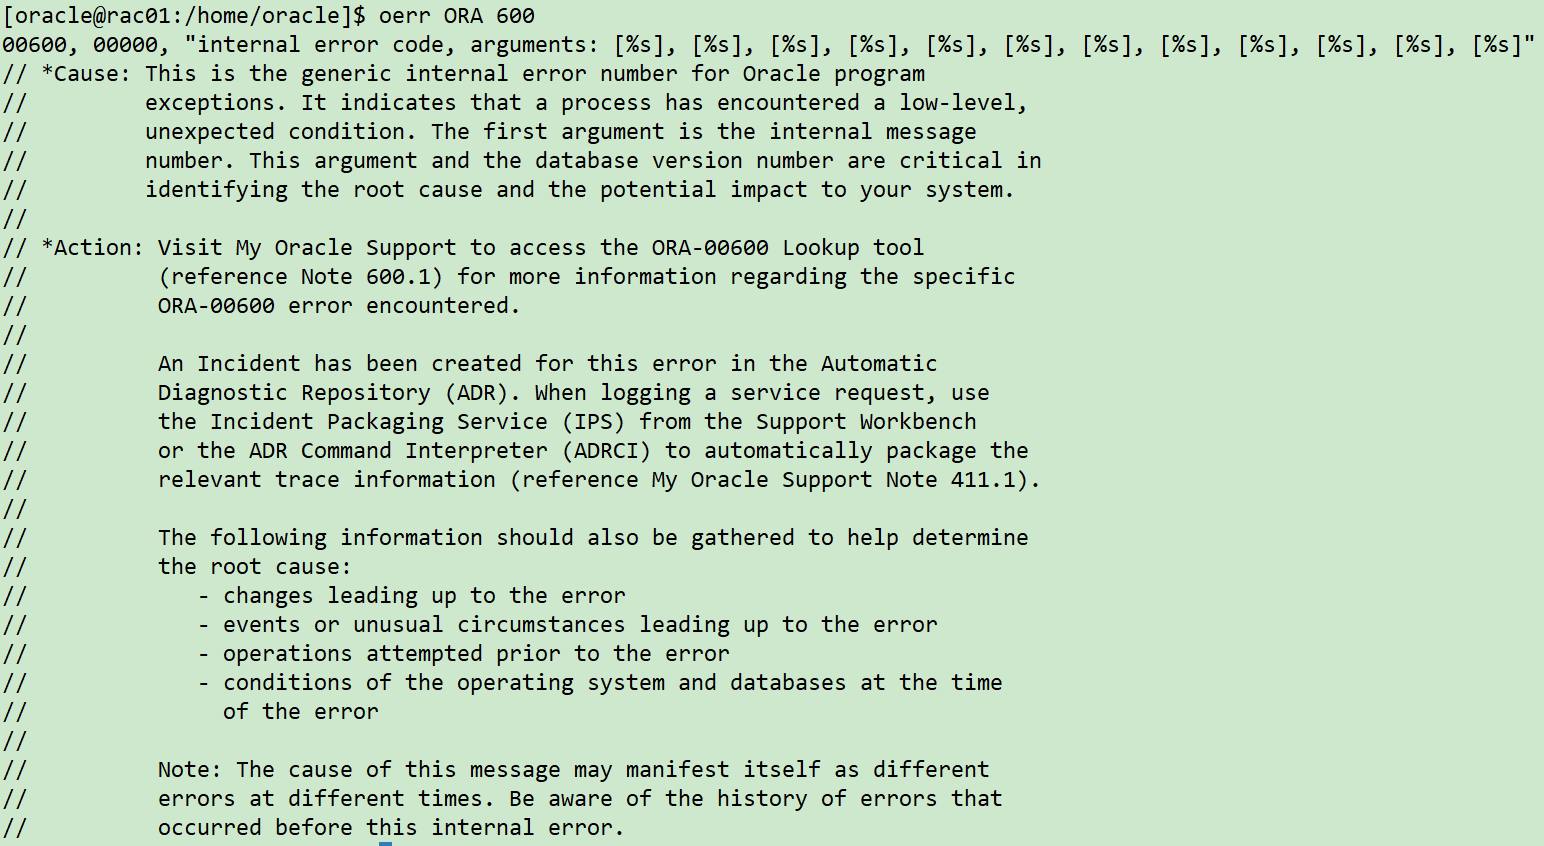 [oracle@rac01:/home/oracle]$ oerr ORA 600
00600, 00000, "internal error code, arguments: [%s], [%s], [%s], [%s], [%s], [%s], [%s], [%s], [%s], [%s], [%s], [%s]"
// *Cause: This is the generic internal error number for Oracle program
//         exceptions. It indicates that a process has encountered a low-level,
//         unexpected condition. The first argument is the internal message
//         number. This argument and the database version number are critical in
//         identifying the root cause and the potential impact to your system.
//
// *Action: Visit My Oracle Support to access the ORA-00600 Lookup tool
//          (reference Note 600.1) for more information regarding the specific
//          ORA-00600 error encountered.
//
//          An Incident has been created for this error in the Automatic
//          Diagnostic Repository (ADR). When logging a service request, use
//          the Incident Packaging Service (IPS) from the Support Workbench
//          or the ADR Command Interpreter (ADRCI) to automatically package the
//          relevant trace information (reference My Oracle Support Note 411.1).
//
//          The following information should also be gathered to help determine
//          the root cause:
//             - changes leading up to the error
//             - events or unusual circumstances leading up to the error
//             - operations attempted prior to the error
//             - conditions of the operating system and databases at the time
//               of the error
//
//          Note: The cause of this message may manifest itself as different
//          errors at different times. Be aware of the history of errors that
//          occurred before this internal error.